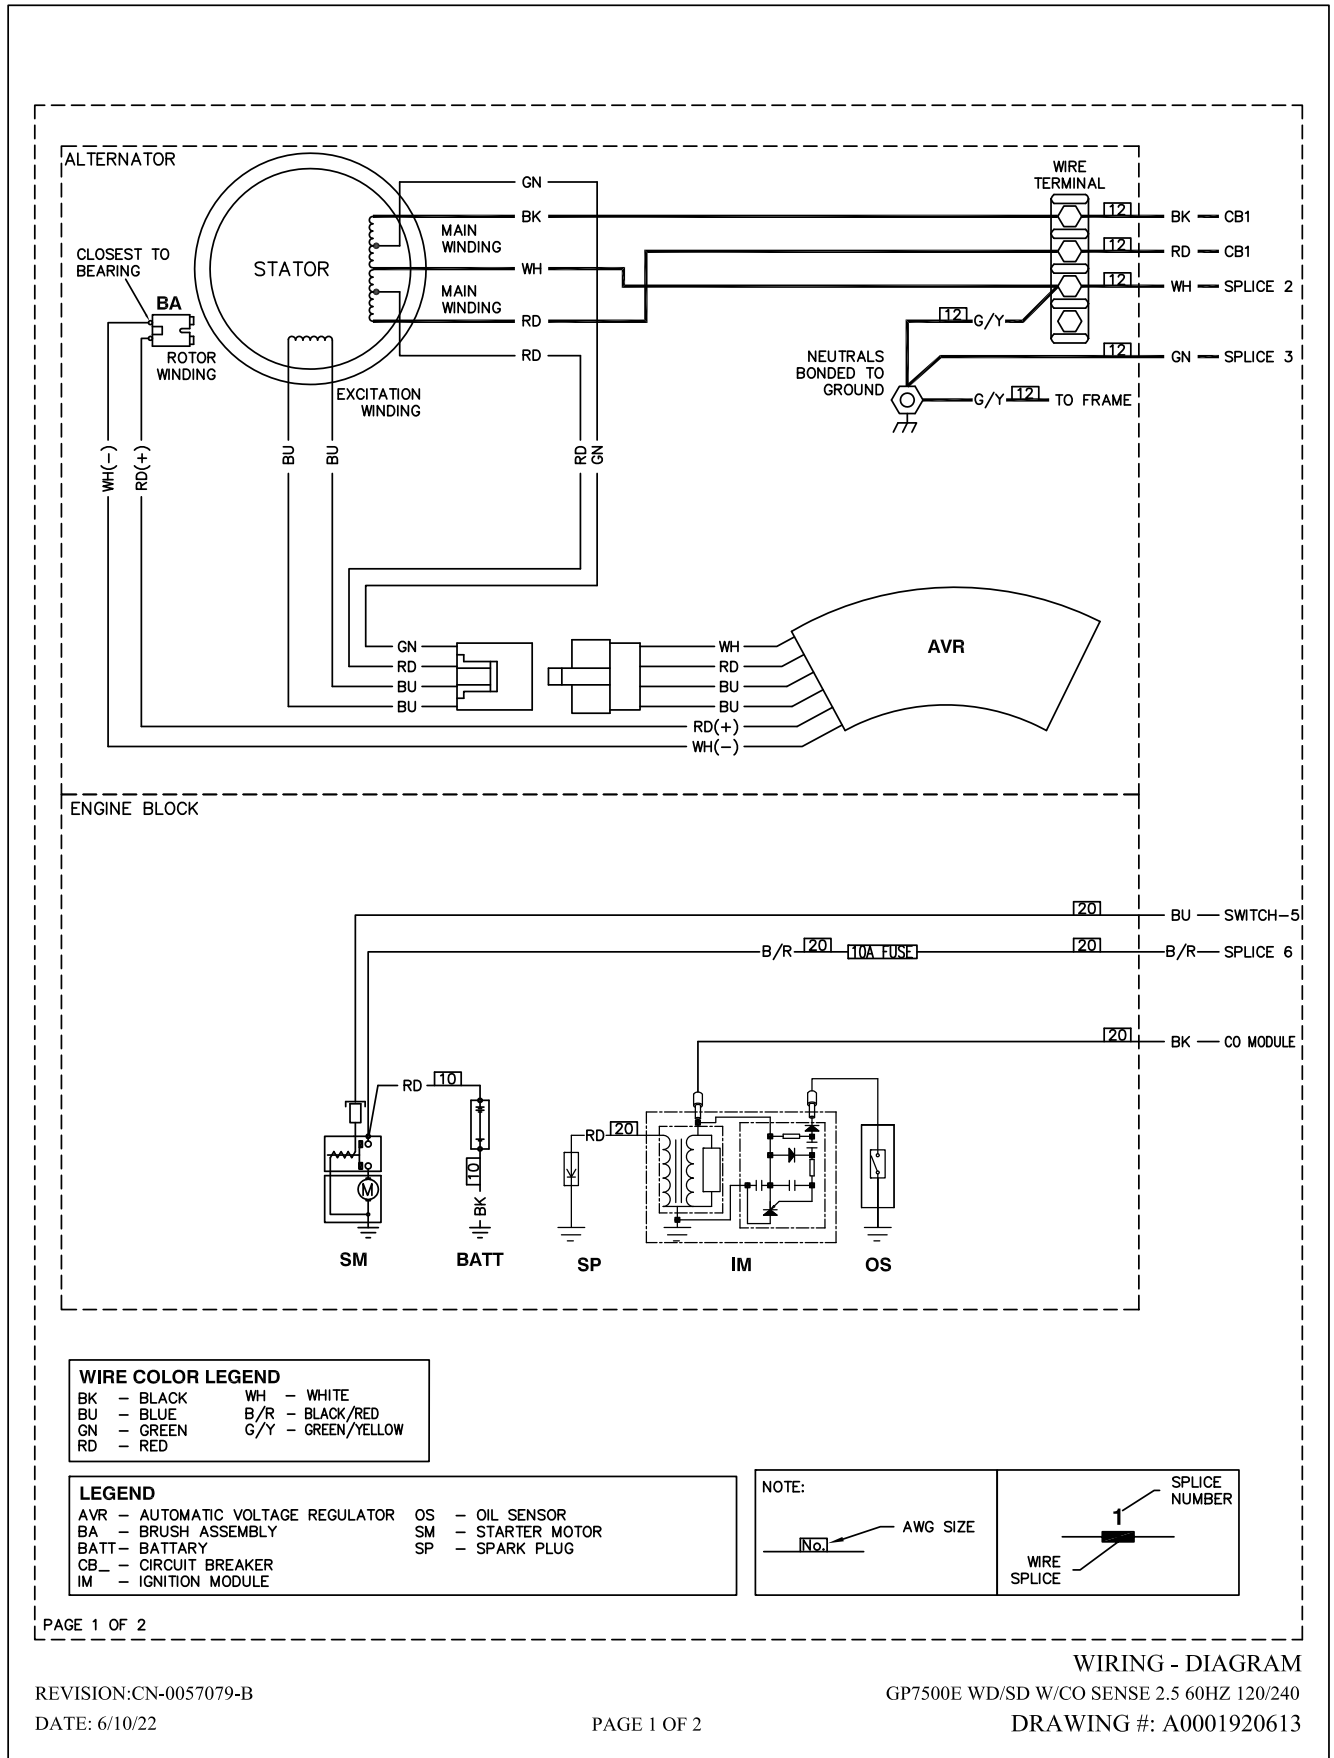 ALTERNATOR
STATOR
CLOSEST TO
BEARING
BA
ROTOR
WINDING
EXCITATION
WINDING
GN
BK
MAIN
WINDING
WH
MAIN
WINDING
RD
RD
WIRE
TERMINAL
12 BK CB1
12 RD CB1
12 WH SPLICE 2
12 G/Y
NEUTRALS
BONDED TO
GROUND
12 GN SPLICE 3
G/Y 12 TO FRAME
WH(-)
RD(+)
BU
BU
RD
GN
GN
RD
BU
BU
WH
RD
BU
BU
RD(+)
WH(-)
AVR
ENGINE BLOCK
20 BU SWITCH-5
B/R 20 10A FUSE 20 B/R SPLICE 6
20 BK CO MODULE
RD 10
10
BK
RD 20
M
SM
BATT
SP
IM
OS
WIRE COLOR LEGEND
BK - BLACK WH - WHITE
BU - BLUE B/R - BLACK/RED
GN - GREEN G/Y - GREEN/YELLOW
RD - RED
LEGEND
AVR - AUTOMATIC VOLTAGE REGULATOR OS - OIL SENSOR
BA - BRUSH ASSEMBLY SM - STARTER MOTOR
BATT- BATTARY SP - SPARK PLUG
CB_ - CIRCUIT BREAKER
IM - IGNITION MODULE
NOTE:
No. AWG SIZE
SPLICE
NUMBER
1
WIRE
SPLICE
PAGE 1 OF 2
WIRING - DIAGRAM
REVISION:CN-0057079-B GP7500E WD/SD W/CO SENSE 2.5 60HZ 120/240
DATE: 6/10/22 PAGE 1 OF 2 DRAWING #: A0001920613